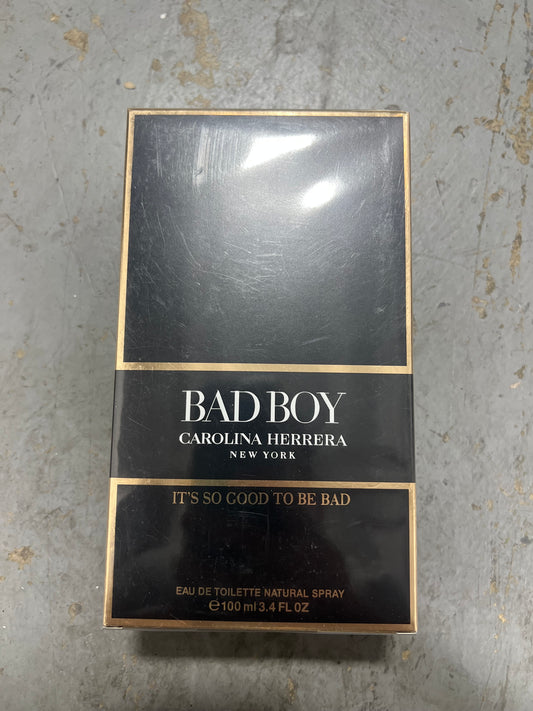 BAD BOY
CAROLINA HERRERA
NEW YORK
IT'S SO GOOD TO BE BAD
EAU DE TOILETTE NATURAL SPRAY
℮100 ml 3.4 FL OZ